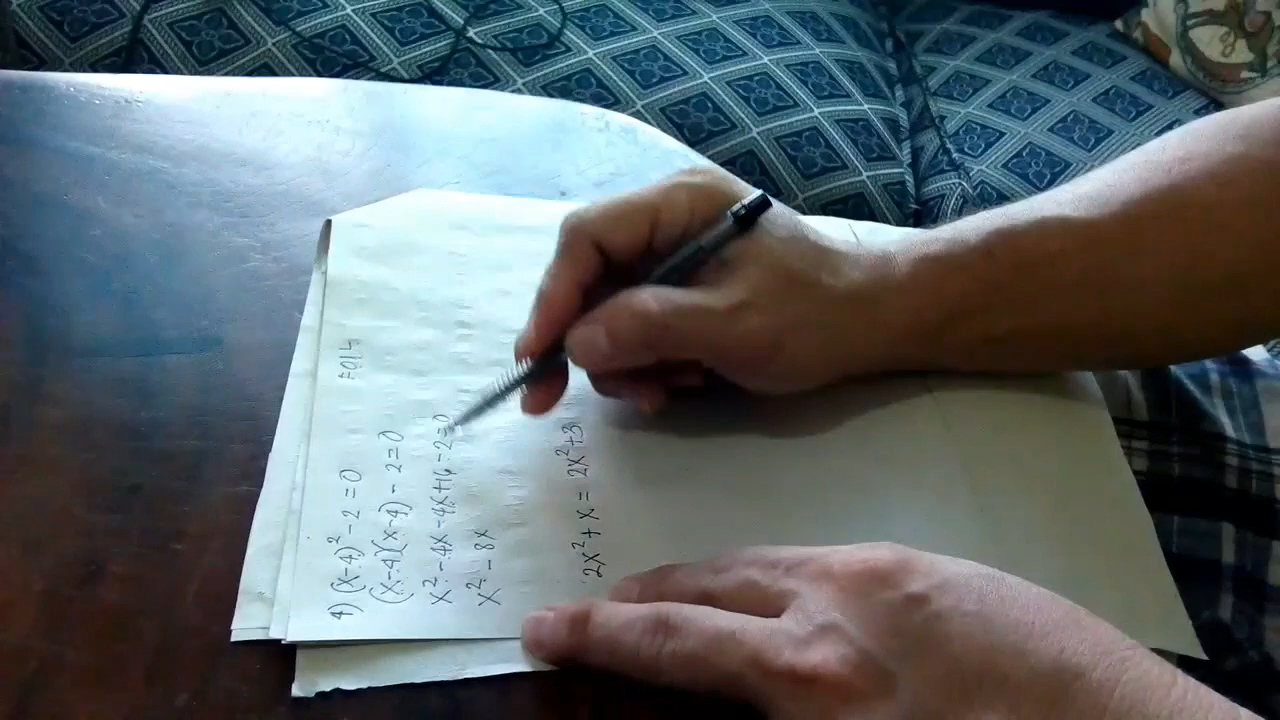 4) (x-4)² - 2 = 0
(x-4)(x-4) - 2 = 0
x² - 4x - 4x + 16 - 2 = 0
x² - 8x
2x² + x = 2x² + 3